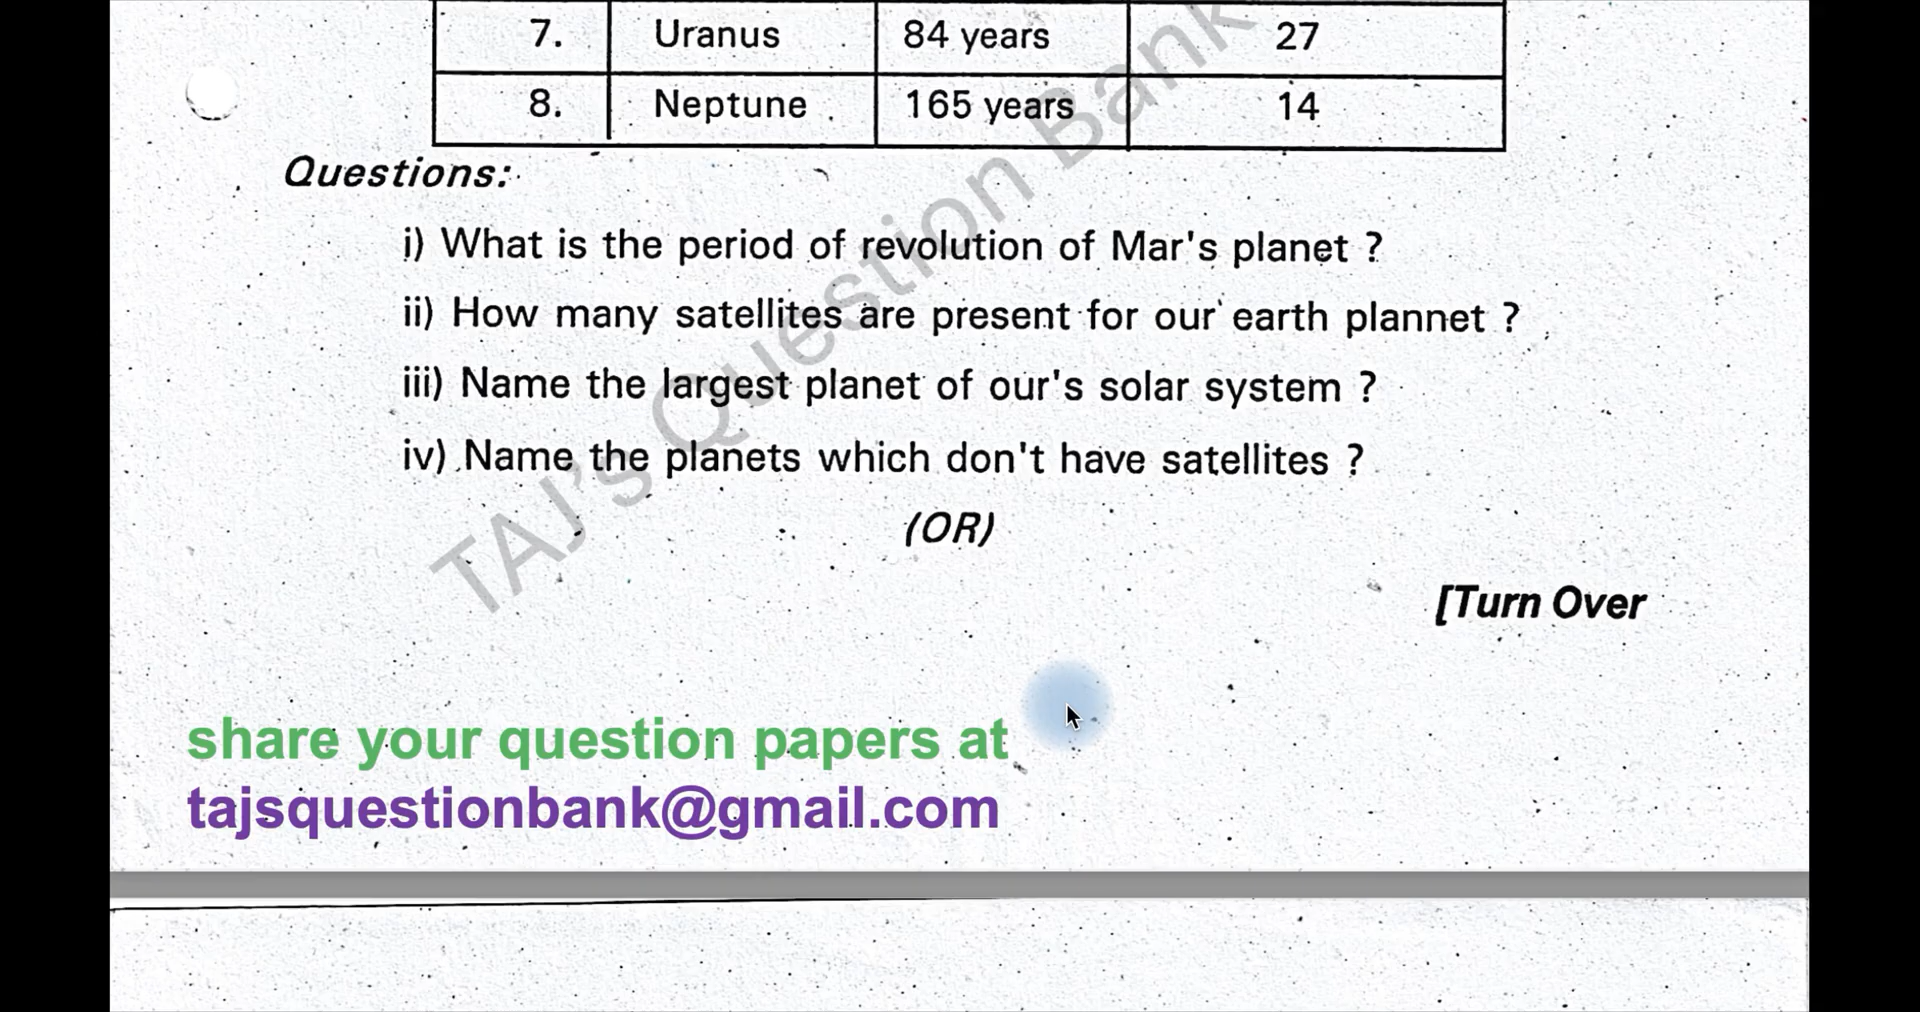 7. Uranus 84 years 27
8. Neptune 165 years 14
Questions:
i) What is the period of revolution of Mar's planet ?
ii) How many satellites are present for our earth plannet ?
iii) Name the largest planet of our's solar system ?
iv) Name the planets which don't have satellites ?
(OR)
[Turn Over
TAJ's Question Bank
share your question papers at
tajsquestionbank@gmail.com